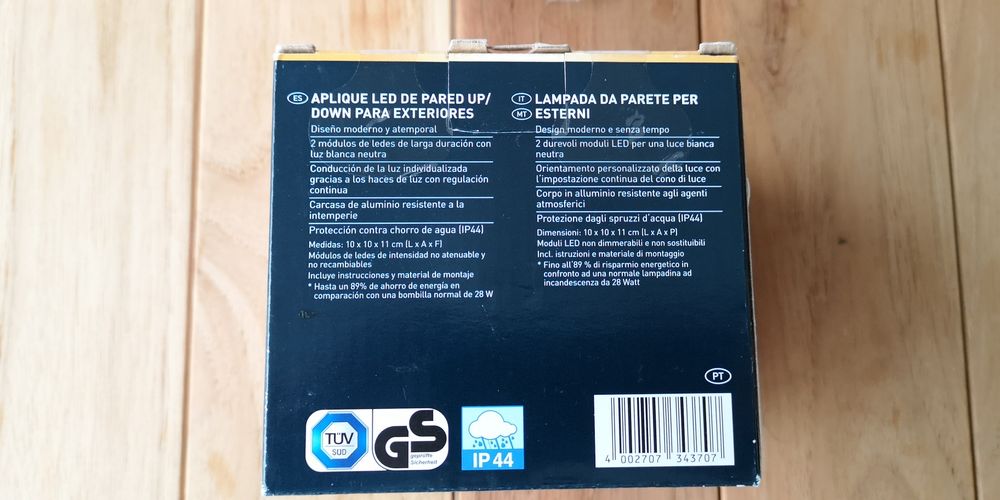 ES APLIQUE LED DE PARED UP/
DOWN PARA EXTERIORES
Diseño moderno y atemporal
2 módulos de ledes de larga duración con
luz blanca neutra
Conducción de la luz individualizada
gracias a los haces de luz con regulación
continua
Carcasa de aluminio resistente a la
intemperie
Protección contra chorro de agua (IP44)
Medidas: 10 x 10 x 11 cm (L x A x F)
Módulos de ledes de intensidad no atenuable y
no recambiables
Incluye instrucciones y material de montaje
* Hasta un 89% de ahorro de energía en
comparación con una bombilla normal de 28 W
IT LAMPADA DA PARETE PER
MT ESTERNI
Design moderno e senza tempo
2 durevoli moduli LED per una luce bianca
neutra
Orientamento personalizzato della luce con
l'impostazione continua del cono di luce
Corpo in alluminio resistente agli agenti
atmosferici
Protezione dagli spruzzi d'acqua (IP44)
Dimensioni: 10 x 10 x 11 cm (L x A x P)
Moduli LED non dimmerabili e non sostituibili
Incl. istruzioni e materiale di montaggio
* Fino all'89 % di risparmio energetico in
confronto ad una normale lampadina ad
incandescenza da 28 Watt
PT
TÜV
SÜD
GS
geprüfte
Sicherheit
IP 44
4 002707 343707